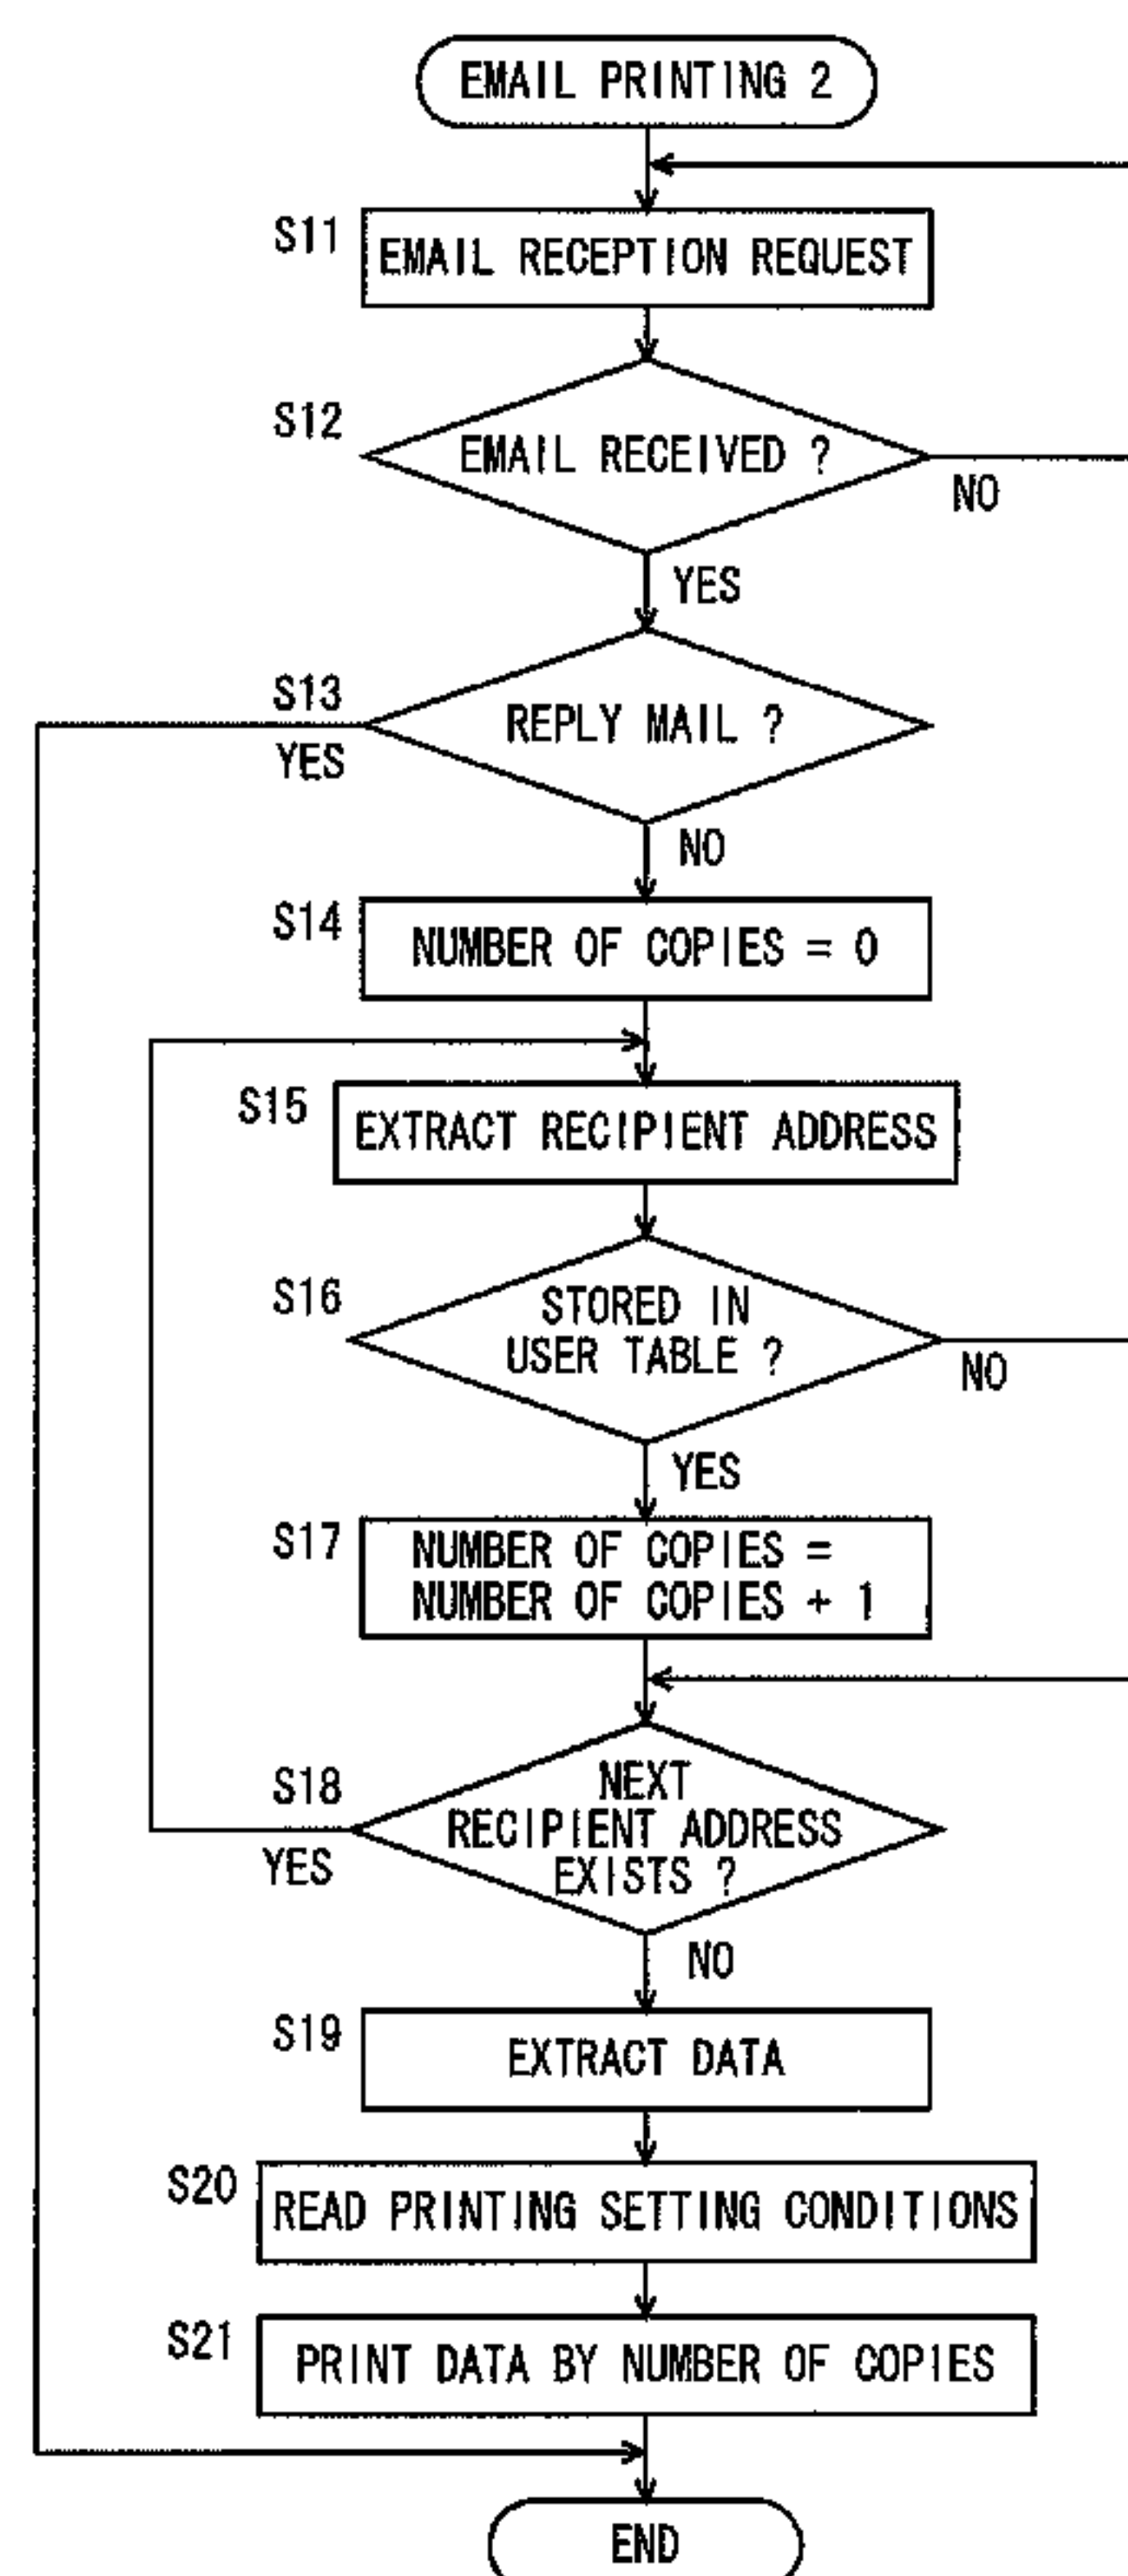 EMAIL PRINTING 2
S11
EMAIL RECEPTION REQUEST
S12
EMAIL RECEIVED ?
NO
YES
S13
REPLY MAIL ?
YES
NO
S14
NUMBER OF COPIES = 0
S15
EXTRACT RECIPIENT ADDRESS
S16
STORED IN
USER TABLE ?
NO
YES
S17
NUMBER OF COPIES =
NUMBER OF COPIES + 1
S18
NEXT
RECIPIENT ADDRESS
EXISTS ?
YES
NO
S19
EXTRACT DATA
S20
READ PRINTING SETTING CONDITIONS
S21
PRINT DATA BY NUMBER OF COPIES
END